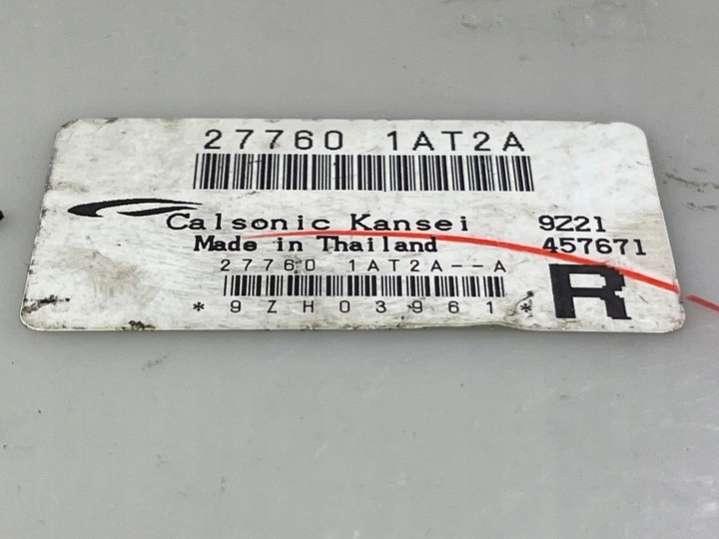 27760 1AT2A
Calsonic Kansei 9Z21
Made in Thailand 457671
27760 1AT2A--A
*9ZH03961*
R